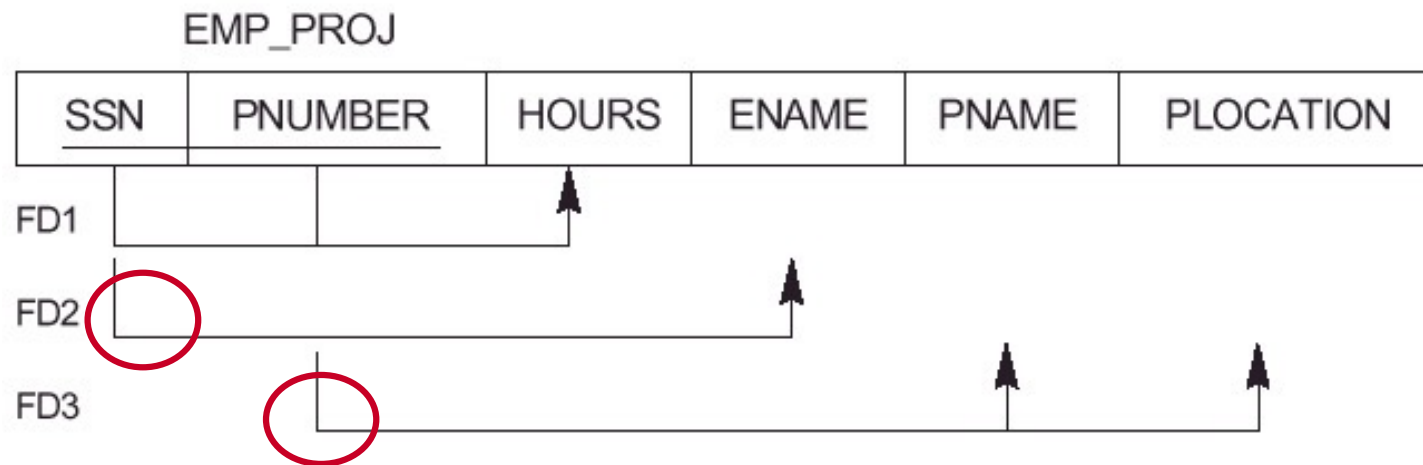 EMP_PROJ
SSN PNUMBER HOURS ENAME PNAME PLOCATION
FD1
FD2
FD3